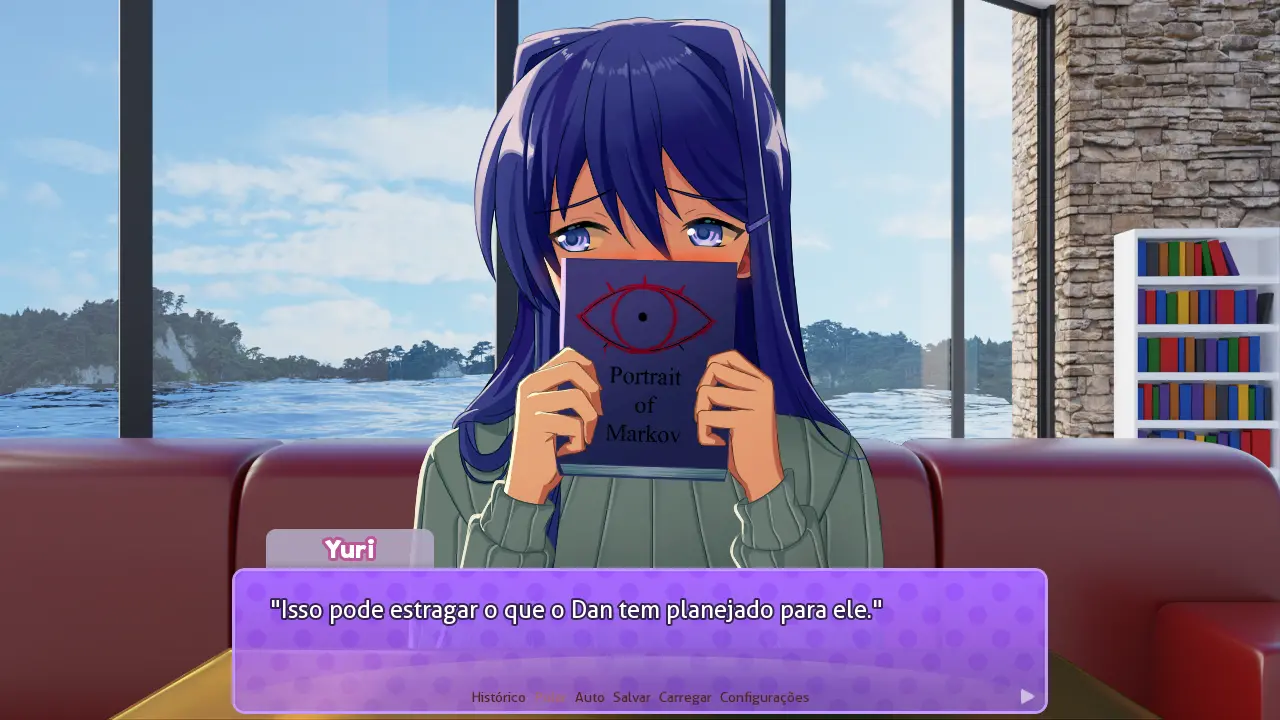 Portrait
of
Markov
Yuri
"Isso pode estragar o que o Dan tem planejado para ele."
Histórico Auto Salvar Carregar Configurações